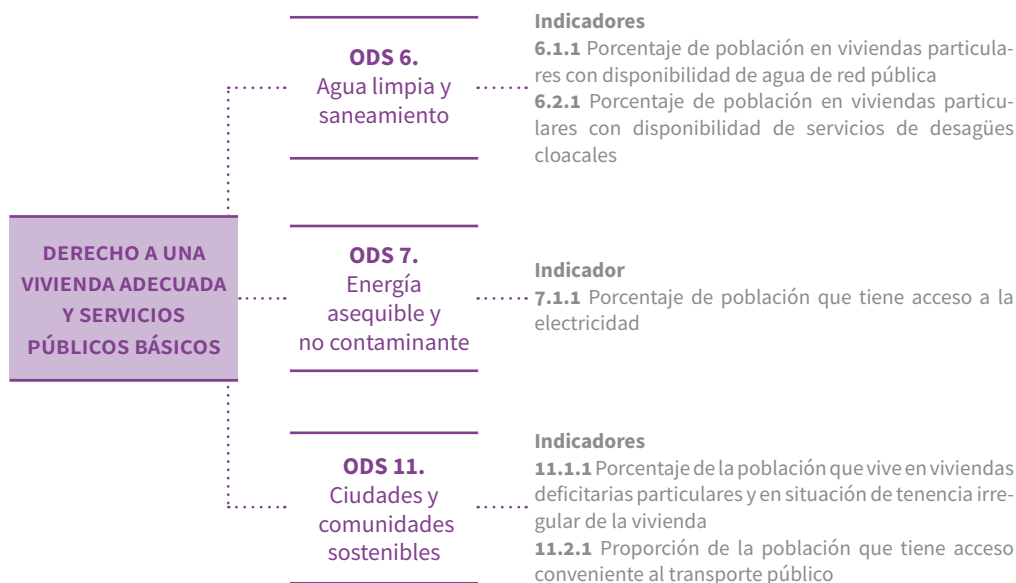 DERECHO A UNA
VIVIENDA ADECUADA
Y SERVICIOS
PÚBLICOS BÁSICOS
ODS 6.
Agua limpia y
saneamiento
Indicadores
6.1.1 Porcentaje de población en viviendas particula-
res con disponibilidad de agua de red pública
6.2.1 Porcentaje de población en viviendas particu-
lares con disponibilidad de servicios de desagües
cloacales
ODS 7.
Energía
asequible y
no contaminante
Indicador
7.1.1 Porcentaje de población que tiene acceso a la
electricidad
ODS 11.
Ciudades y
comunidades
sostenibles
Indicadores
11.1.1 Porcentaje de la población que vive en viviendas
deficitarias particulares y en situación de tenencia irre-
gular de la vivienda
11.2.1 Proporción de la población que tiene acceso
conveniente al transporte público